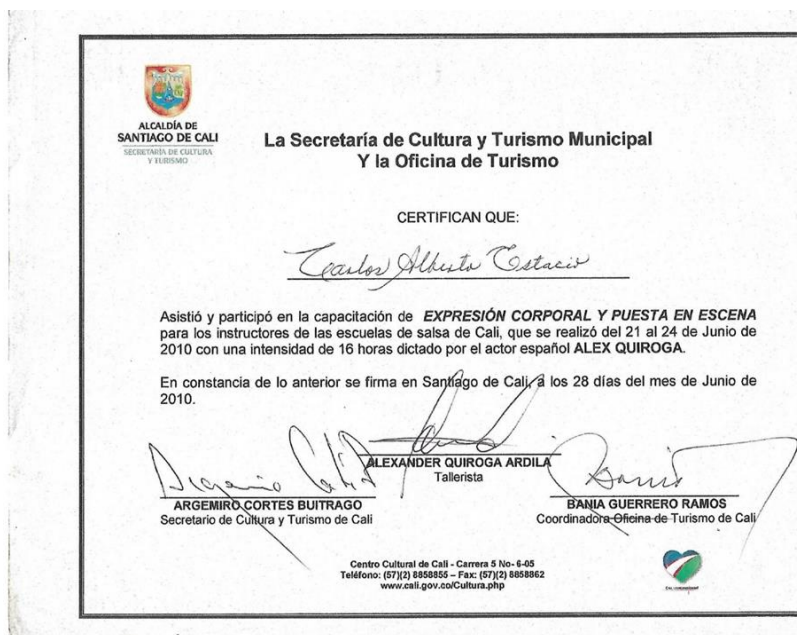 ALCALDÍA DE
SANTIAGO DE CALI
SECRETARÍA DE CULTURA
Y TURISMO
La Secretaría de Cultura y Turismo Municipal
Y la Oficina de Turismo
CERTIFICAN QUE:
Carlos Alberto Estacio
Asistió y participó en la capacitación de EXPRESIÓN CORPORAL Y PUESTA EN ESCENA
para los instructores de las escuelas de salsa de Cali, que se realizó del 21 al 24 de Junio de
2010 con una intensidad de 16 horas dictado por el actor español ALEX QUIROGA.
En constancia de lo anterior se firma en Santiago de Cali, a los 28 días del mes de Junio de
2010.
ALEXANDER QUIROGA ARDILA
Tallerista
ARGEMIRO CORTES BUITRAGO
Secretario de Cultura y Turismo de Cali
BANIA GUERRERO RAMOS
Coordinadora Oficina de Turismo de Cali
Centro Cultural de Cali - Carrera 5 No- 6-05
Teléfono: (57)(2) 8858855 – Fax: (57)(2) 8858862
www.cali.gov.co/Cultura.php